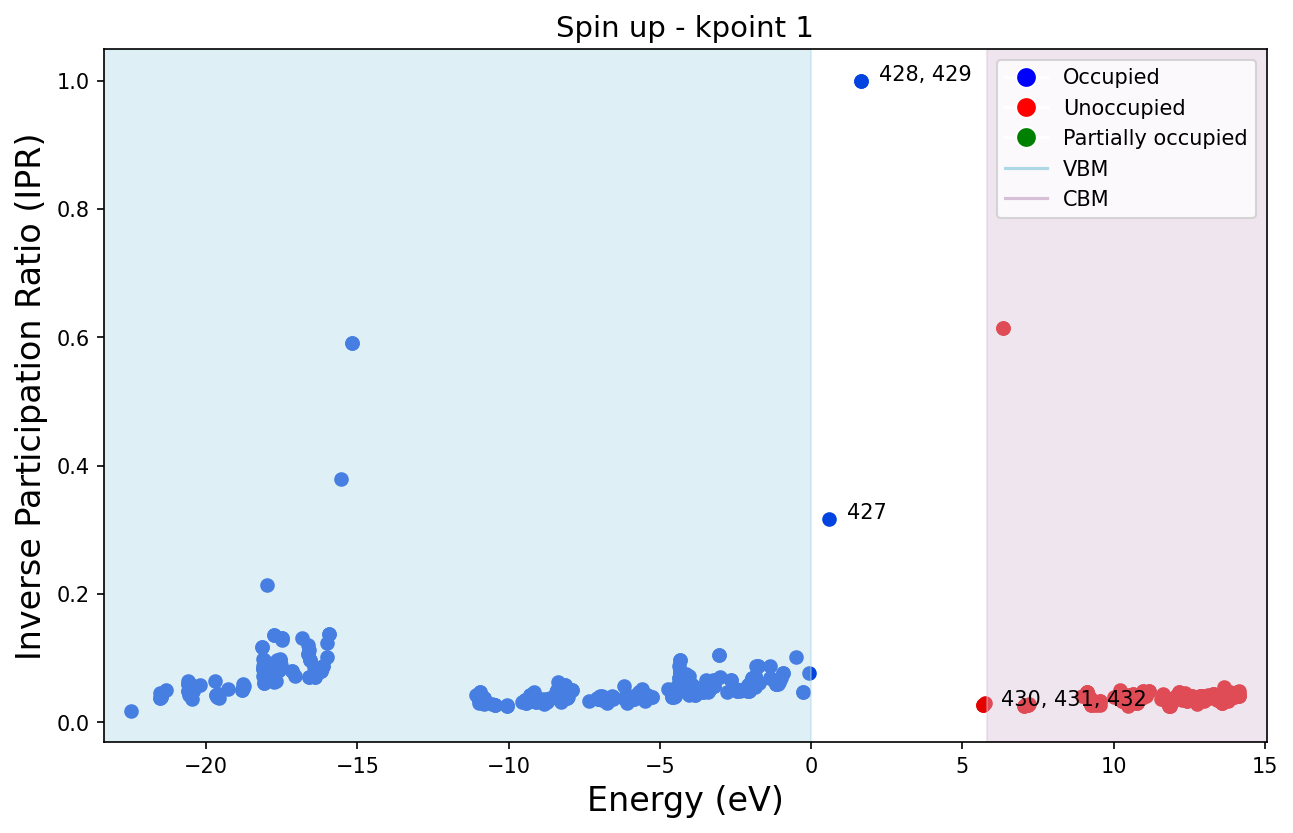 Spin up - kpoint 1
Inverse Participation Ratio (IPR)
1.0
0.8
0.6
0.4
0.2
0.0
428, 429
427
430, 431, 432
Occupied
Unoccupied
Partially occupied
VBM
CBM
−20
−15
−10
−5
0
5
10
15
Energy (eV)